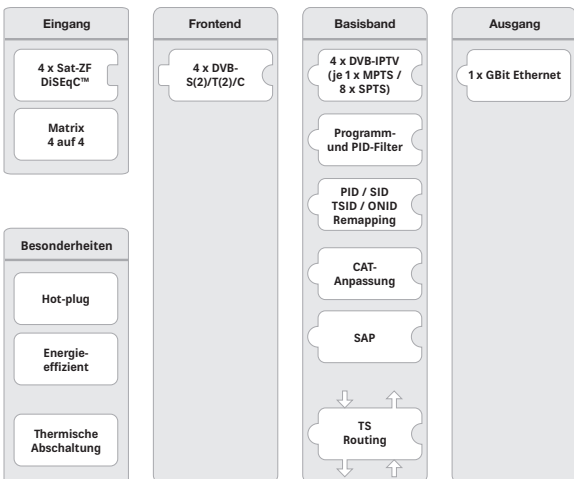 Eingang
4 x Sat-ZF
DiSEqC™
Matrix
4 auf 4
Besonderheiten
Hot-plug
Energie-
effizient
Thermische
Abschaltung
Frontend
4 x DVB-
S(2)/T(2)/C
Basisband
4 x DVB-IPTV
(je 1 x MPTS /
8 x SPTS)
Programm-
und PID-Filter
PID / SID
TSID / ONID
Remapping
CAT-
Anpassung
SAP
TS
Routing
Ausgang
1 x GBit Ethernet